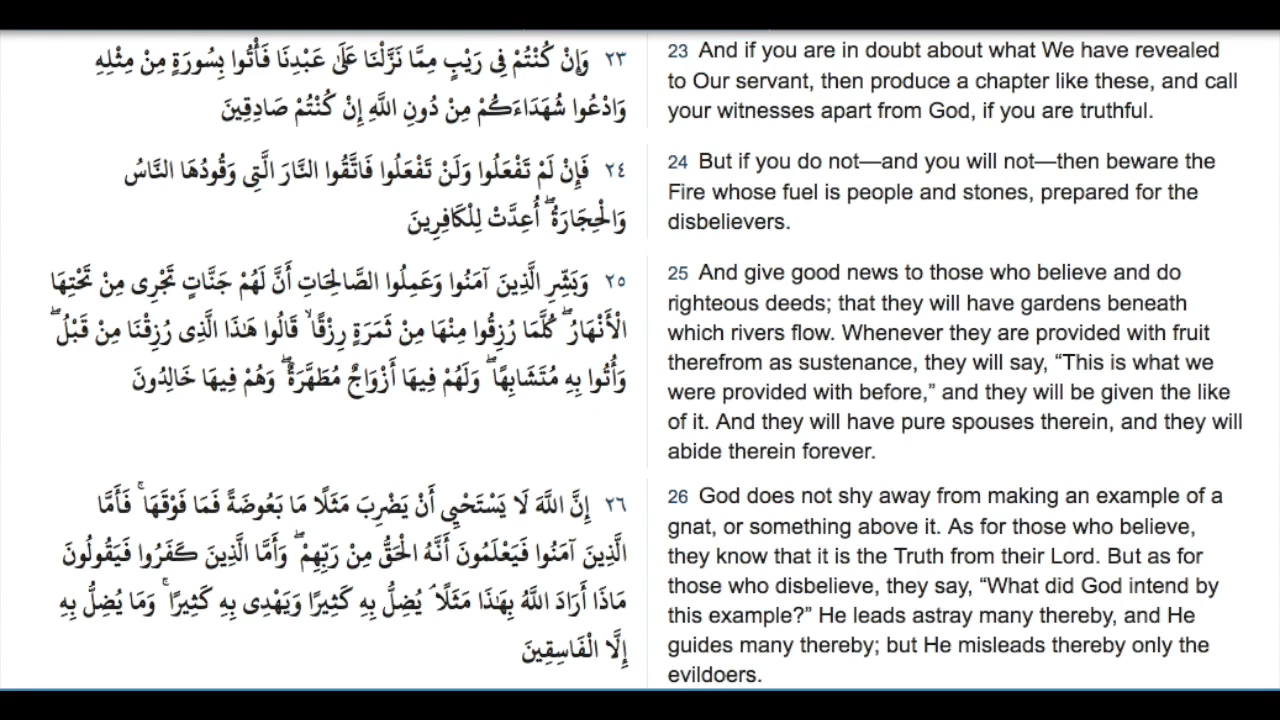 ٢٣ وَإِنْ كُنْتُمْ فِي رَيْبٍ مِمَّا نَزَّلْنَا عَلَىٰ عَبْدِنَا فَأْتُوا بِسُورَةٍ مِنْ مِثْلِهِ
وَادْعُوا شُهَدَاءَكُمْ مِنْ دُونِ اللَّهِ إِنْ كُنْتُمْ صَادِقِينَ
23 And if you are in doubt about what We have revealed
to Our servant, then produce a chapter like these, and call
your witnesses apart from God, if you are truthful.
٢٤ فَإِنْ لَمْ تَفْعَلُوا وَلَنْ تَفْعَلُوا فَاتَّقُوا النَّارَ الَّتِي وَقُودُهَا النَّاسُ
وَالْحِجَارَةُ ۖ أُعِدَّتْ لِلْكَافِرِينَ
24 But if you do not—and you will not—then beware the
Fire whose fuel is people and stones, prepared for the
disbelievers.
٢٥ وَبَشِّرِ الَّذِينَ آمَنُوا وَعَمِلُوا الصَّالِحَاتِ أَنَّ لَهُمْ جَنَّاتٍ تَجْرِي مِنْ تَحْتِهَا
الْأَنْهَارُ ۖ كُلَّمَا رُزِقُوا مِنْهَا مِنْ ثَمَرَةٍ رِزْقًا ۙ قَالُوا هَٰذَا الَّذِي رُزِقْنَا مِنْ قَبْلُ ۖ
وَأُتُوا بِهِ مُتَشَابِهًا ۖ وَلَهُمْ فِيهَا أَزْوَاجٌ مُطَهَّرَةٌ ۖ وَهُمْ فِيهَا خَالِدُونَ
25 And give good news to those who believe and do
righteous deeds; that they will have gardens beneath
which rivers flow. Whenever they are provided with fruit
therefrom as sustenance, they will say, “This is what we
were provided with before,” and they will be given the like
of it. And they will have pure spouses therein, and they will
abide therein forever.
٢٦ إِنَّ اللَّهَ لَا يَسْتَحْيِي أَنْ يَضْرِبَ مَثَلًا مَا بَعُوضَةً فَمَا فَوْقَهَا ۚ فَأَمَّا
الَّذِينَ آمَنُوا فَيَعْلَمُونَ أَنَّهُ الْحَقُّ مِنْ رَبِّهِمْ ۖ وَأَمَّا الَّذِينَ كَفَرُوا فَيَقُولُونَ
مَاذَا أَرَادَ اللَّهُ بِهَٰذَا مَثَلًا ۘ يُضِلُّ بِهِ كَثِيرًا وَيَهْدِي بِهِ كَثِيرًا ۚ وَمَا يُضِلُّ بِهِ
إِلَّا الْفَاسِقِينَ
26 God does not shy away from making an example of a
gnat, or something above it. As for those who believe,
they know that it is the Truth from their Lord. But as for
those who disbelieve, they say, “What did God intend by
this example?” He leads astray many thereby, and He
guides many thereby; but He misleads thereby only the
evildoers.